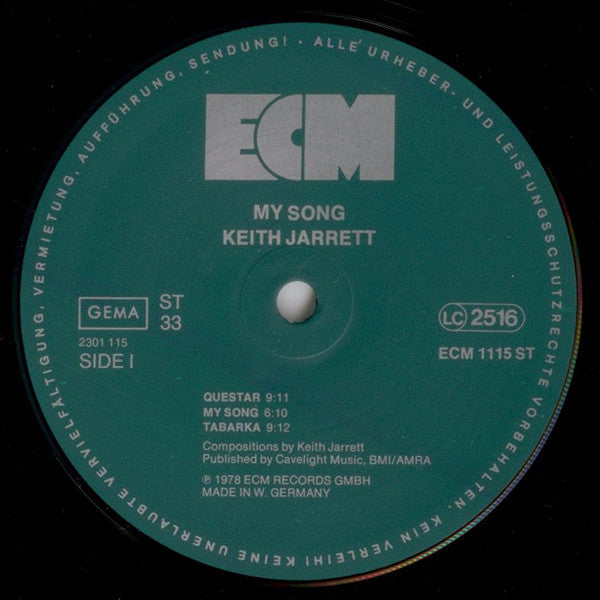 ALLE URHEBER- UND LEISTUNGSSCHUTZRECHTE VORBEHALTEN. KEIN VERLEIH! KEINE UNERLAUBTE VERVIELFÄLTIGUNG, VERMIETUNG, AUFFÜHRUNG, SENDUNG! ·
ECM
MY SONG
KEITH JARRETT
GEMA
ST
33
2301 115
SIDE I
LC 2516
ECM 1115 ST
QUESTAR 9:11
MY SONG 6:10
TABARKA 9:12
Compositions by Keith Jarrett
Published by Cavelight Music, BMI/AMRA
℗ 1978 ECM RECORDS GMBH
MADE IN W. GERMANY